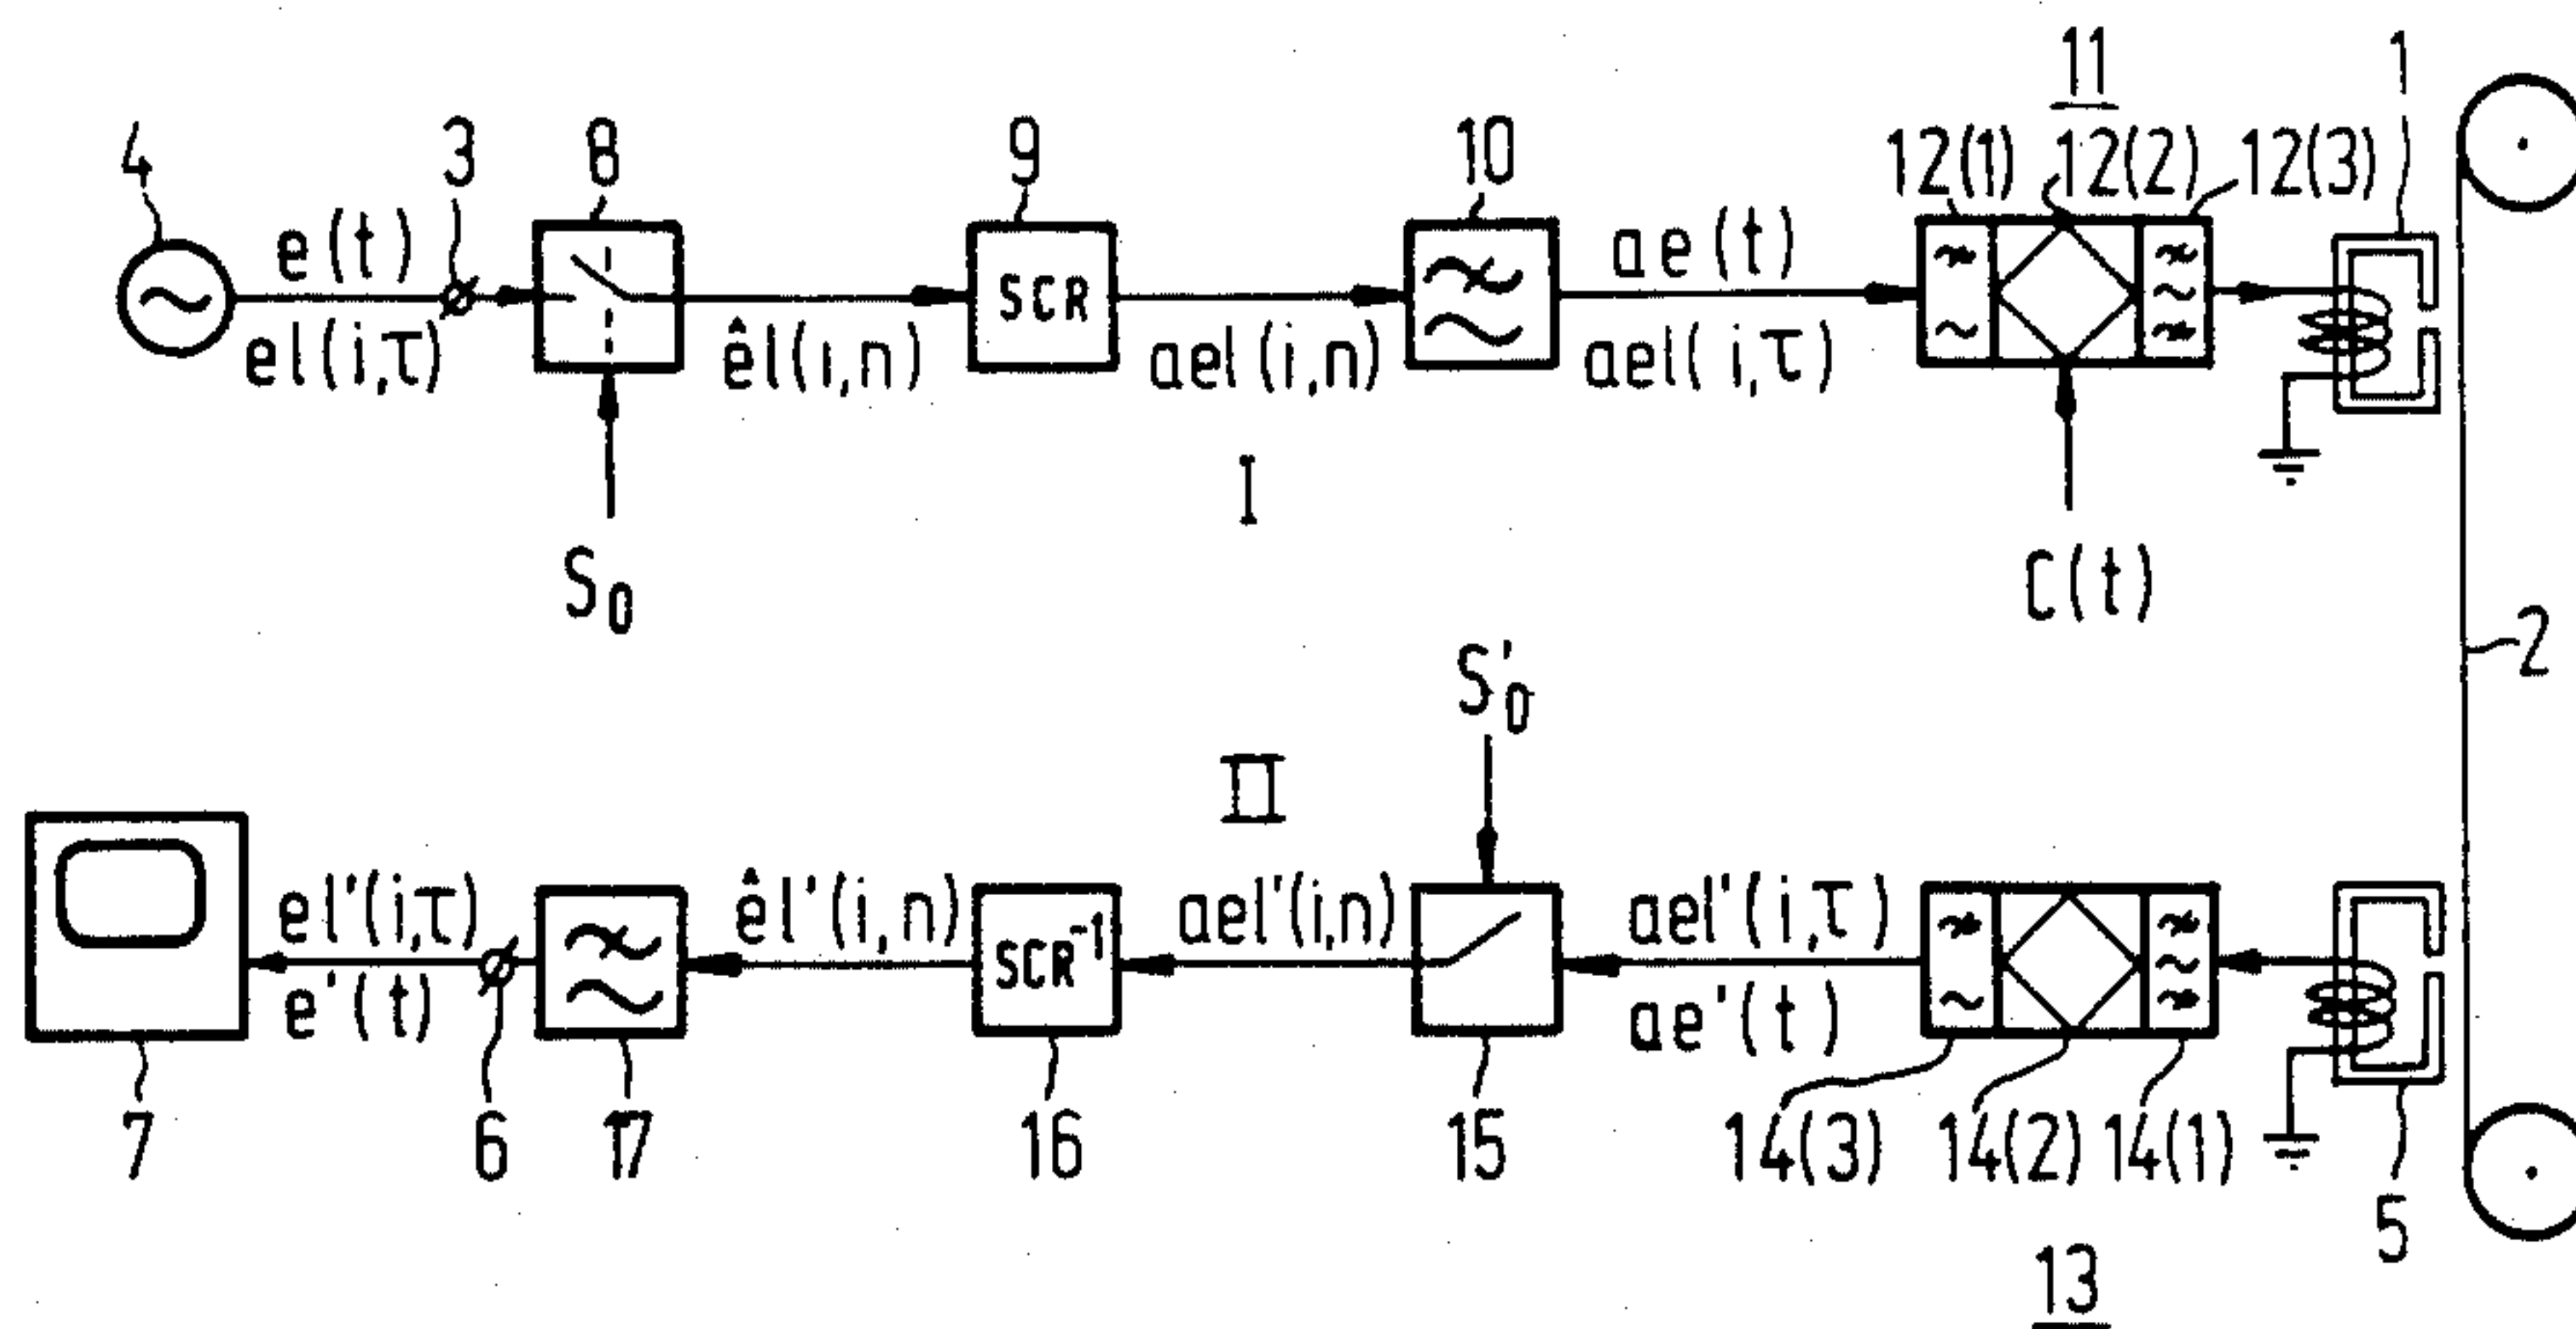 11 1
4 3 8 9 10 12(1) 12(2) 12(3)
e(t) ae(t)
SCR
el(i,τ) êl(ı,n) ael(i,n) ael(i,τ)
I
S₀ C(t)
2
S'₀
II
el'(i,τ) êl'(i,n) ael'(i,n) ael'(i,τ)
SCR⁻¹
e'(t) ae'(t)
7 6 17 16 15 14(3) 14(2) 14(1)
5
13